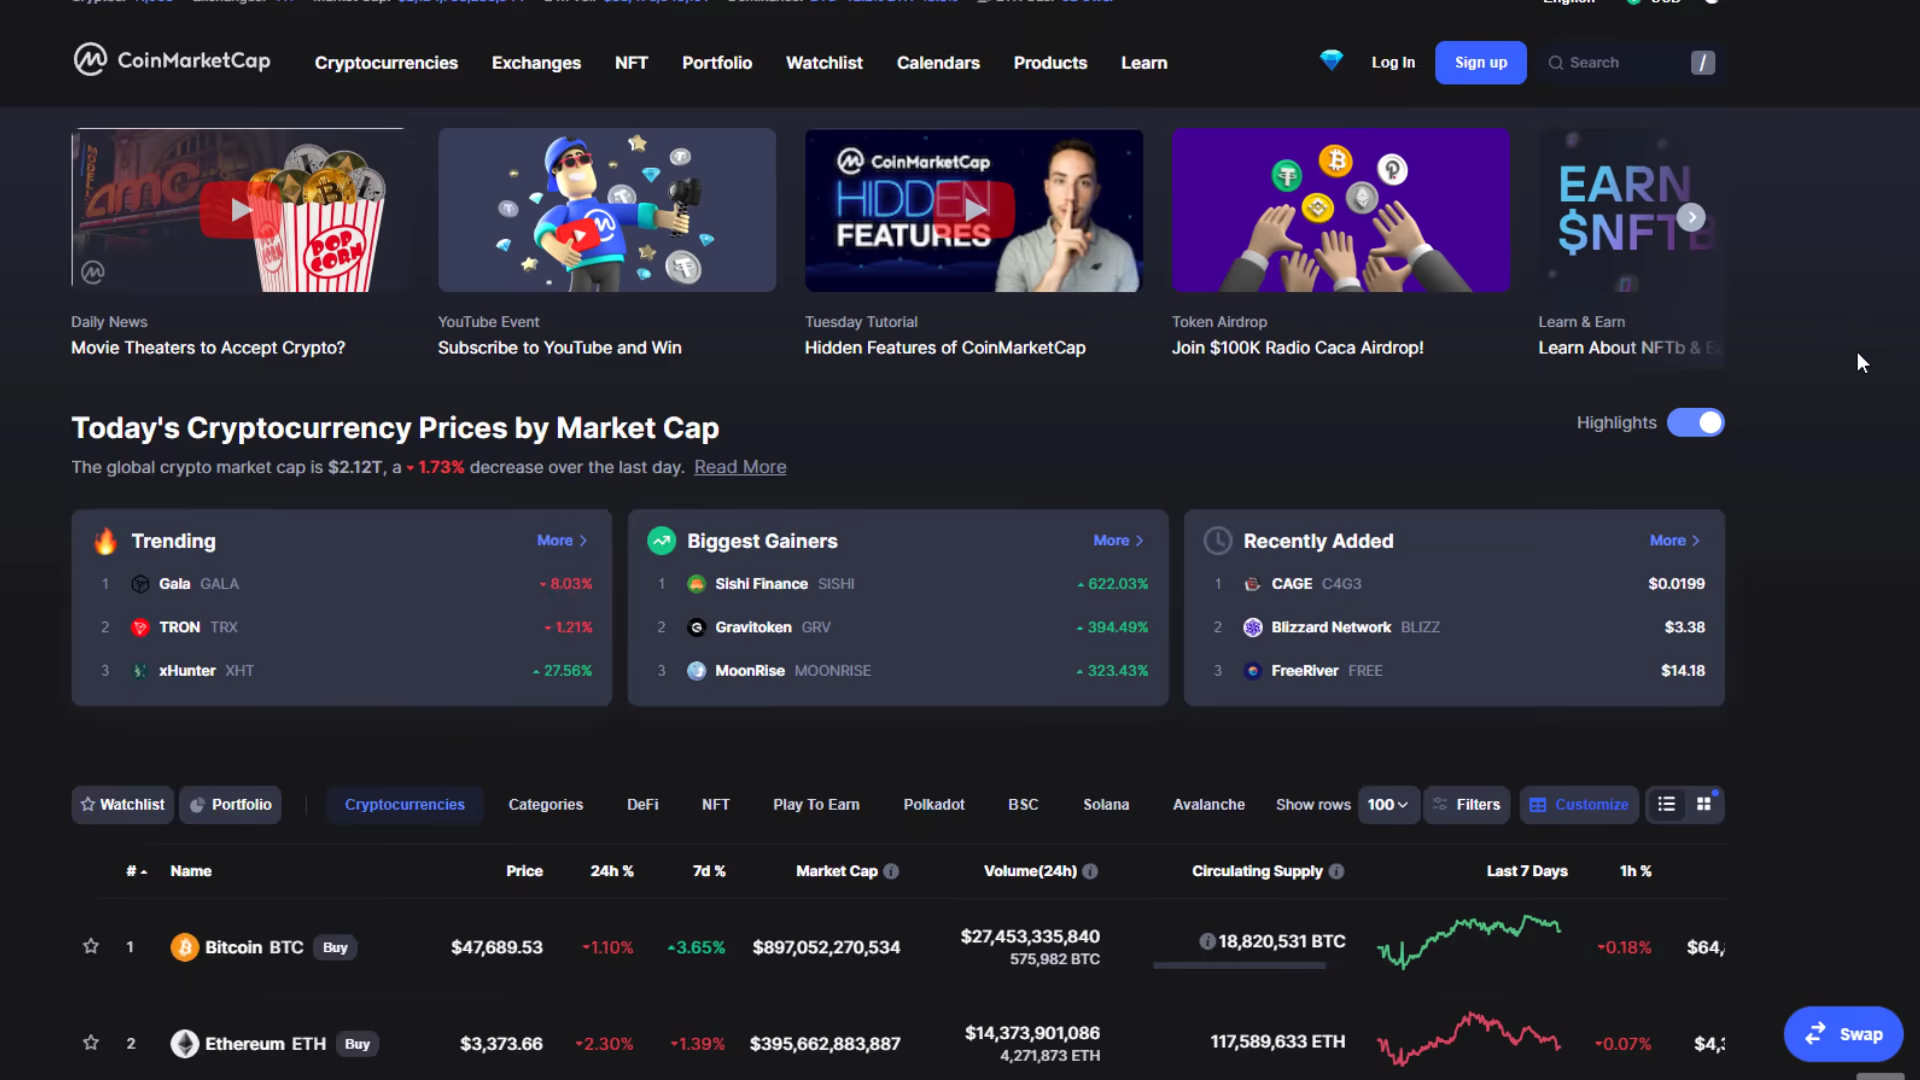 CoinMarketCap Cryptocurrencies Exchanges NFT Portfolio Watchlist Calendars Products Learn Log In Sign up Search /
amc
POP CORN
CoinMarketCap
HIDDEN
FEATURES
EARN
$NFTB
Daily News
Movie Theaters to Accept Crypto?
YouTube Event
Subscribe to YouTube and Win
Tuesday Tutorial
Hidden Features of CoinMarketCap
Token Airdrop
Join $100K Radio Caca Airdrop!
Learn & Earn
Learn About NFTb & E
Today's Cryptocurrency Prices by Market Cap
Highlights
The global crypto market cap is $2.12T, a 1.73% decrease over the last day. Read More
Trending More
1 Gala GALA 8.03%
2 TRON TRX 1.21%
3 xHunter XHT 27.56%
Biggest Gainers More
1 Sishi Finance SISHI 622.03%
2 Gravitoken GRV 394.49%
3 MoonRise MOONRISE 323.43%
Recently Added More
1 CAGE C4G3 $0.0199
2 Blizzard Network BLIZZ $3.38
3 FreeRiver FREE $14.18
Watchlist Portfolio Cryptocurrencies Categories DeFi NFT Play To Earn Polkadot BSC Solana Avalanche Show rows 100 Filters Customize
# Name Price 24h % 7d % Market Cap Volume(24h) Circulating Supply Last 7 Days 1h %
1 Bitcoin BTC Buy $47,689.53 1.10% 3.65% $897,052,270,534 $27,453,335,840 18,820,531 BTC 0.18% $64,
575,982 BTC
2 Ethereum ETH Buy $3,373.66 2.30% 1.39% $395,662,883,887 $14,373,901,086 117,589,633 ETH 0.07% $4,3
4,271,873 ETH
Swap